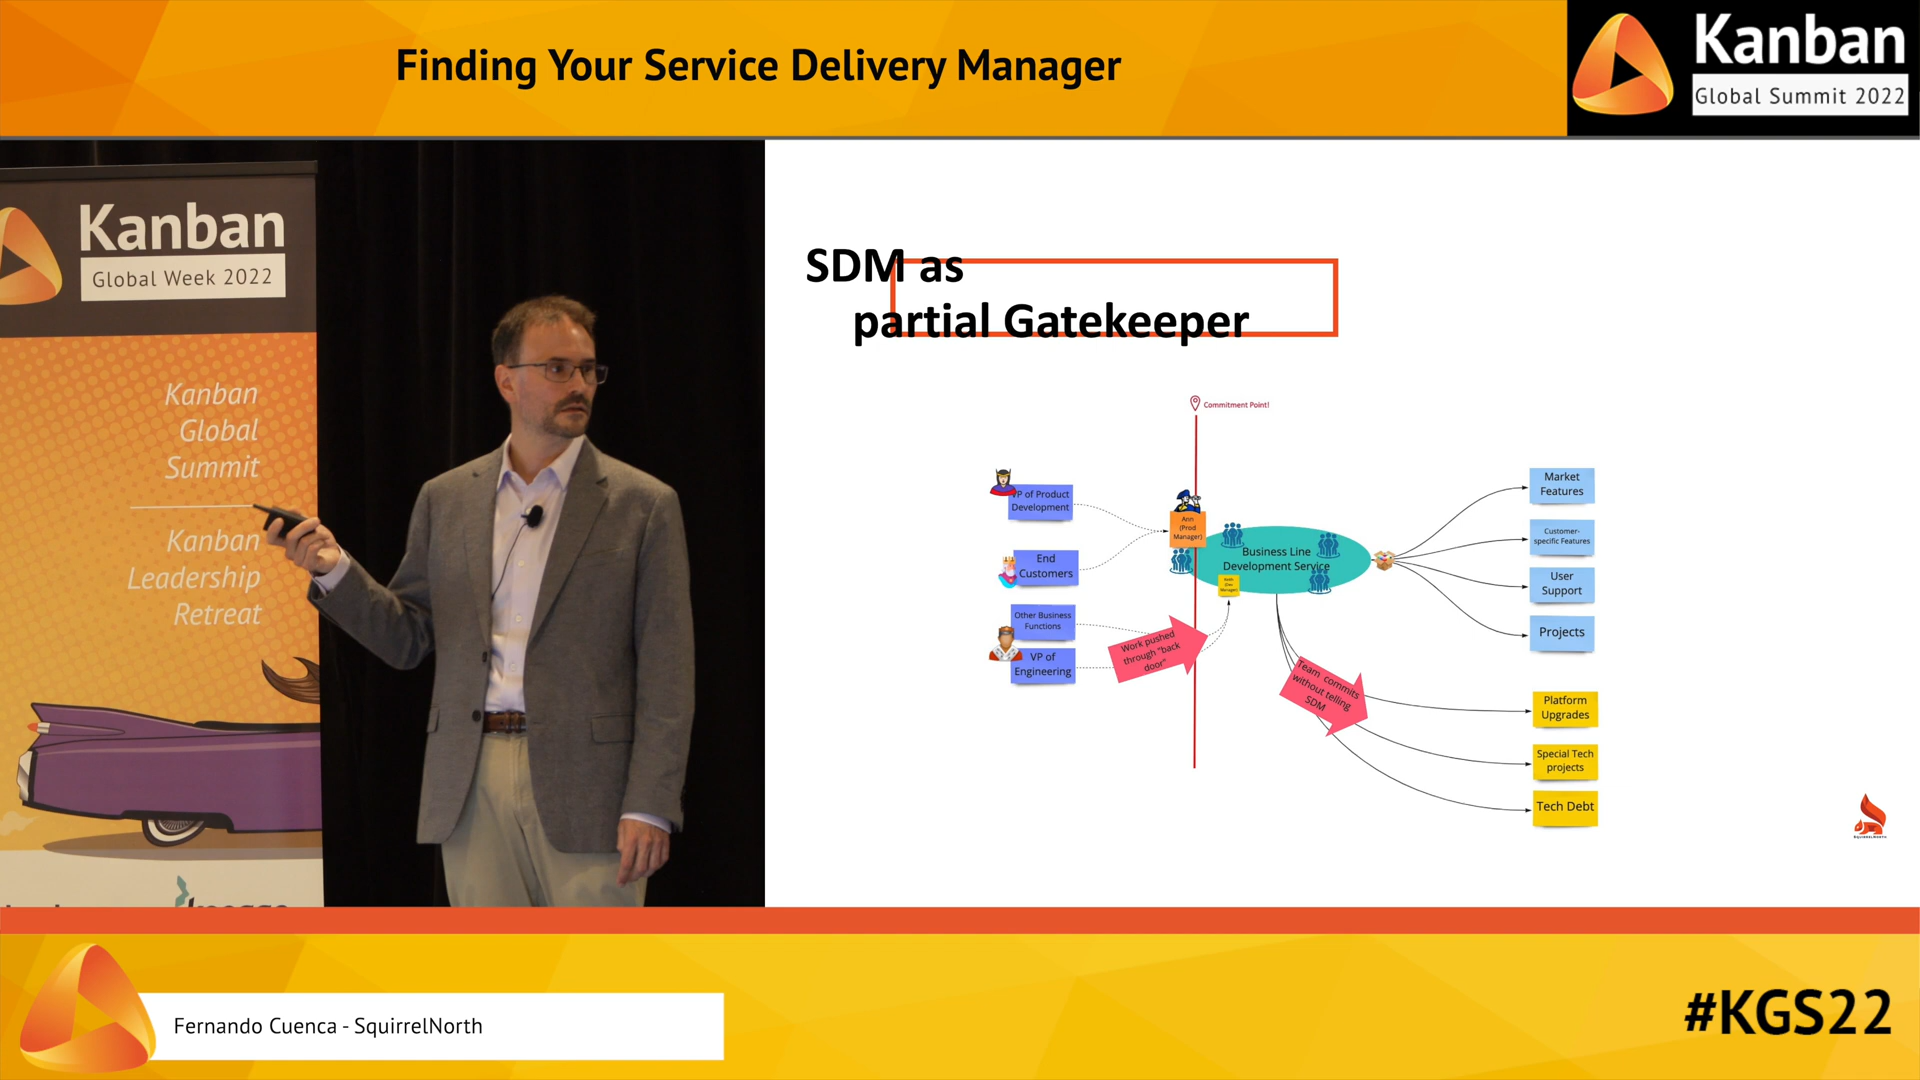 Finding Your Service Delivery Manager
Kanban
Global Summit 2022
Kanban
Global Week 2022
Kanban
Global
Summit
Kanban
Leadership
Retreat
SDM as
partial Gatekeeper
Commitment Point!
VP of Product
Development
End
Customers
Other Business
Functions
VP of
Engineering
Ann
(Prod
Manager)
Business Line
Development Service
Work pushed
through "back
door"
Team commits
without telling
SDM
Market
Features
Customer-
specific Features
User
Support
Projects
Platform
Upgrades
Special Tech
projects
Tech Debt
SQUIRRELNORTH
Fernando Cuenca - SquirrelNorth
#KGS22